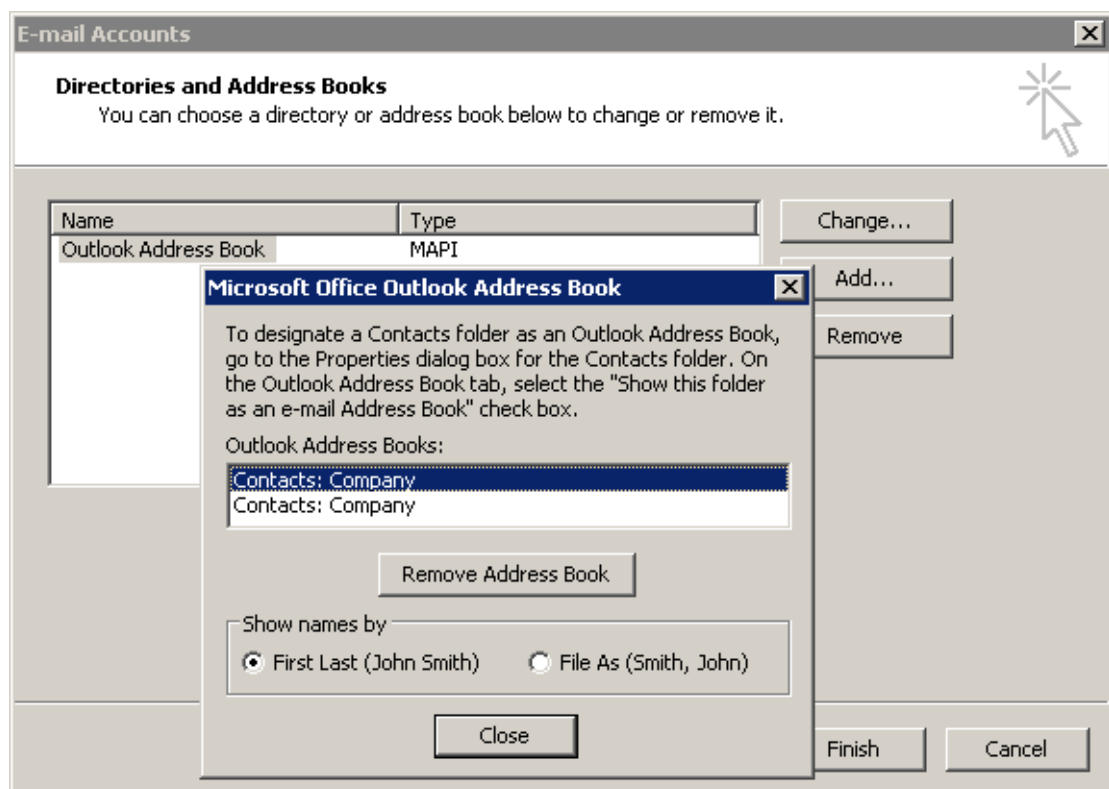 E-mail Accounts
Directories and Address Books
You can choose a directory or address book below to change or remove it.
Name Type
Outlook Address Book MAPI
Change...
Add...
Remove
Microsoft Office Outlook Address Book
To designate a Contacts folder as an Outlook Address Book,
go to the Properties dialog box for the Contacts folder. On
the Outlook Address Book tab, select the "Show this folder
as an e-mail Address Book" check box.
Outlook Address Books:
Contacts: Company
Contacts: Company
Remove Address Book
Show names by
First Last (John Smith) File As (Smith, John)
Close
Finish Cancel